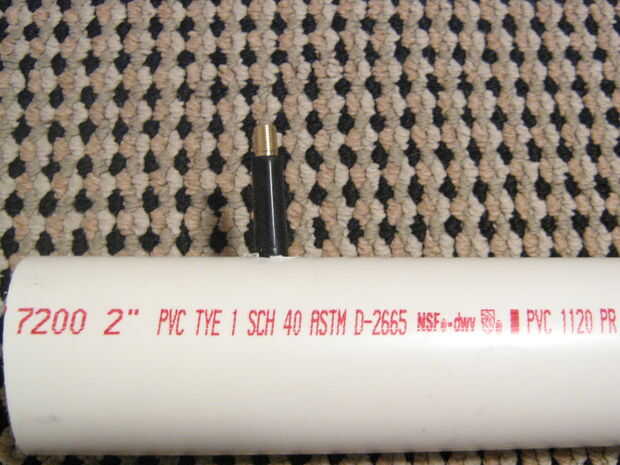 7200 2" PVC TYE 1 SCH 40 ASTM D-2665 NSF®-dwv ® PVC 1120 PR